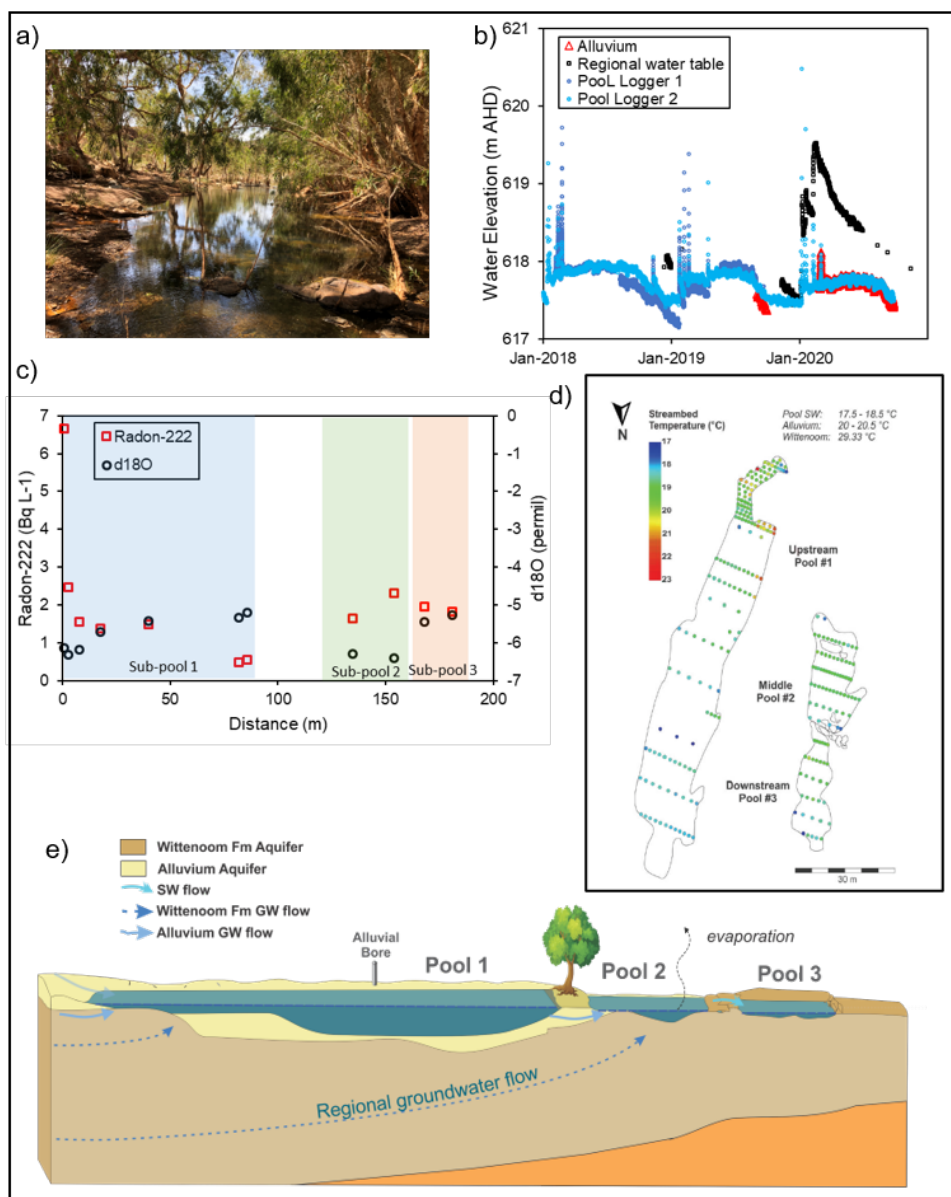 a)
b)
621
620
619
618
617
Water Elevation (m AHD)
Alluvium
Regional water table
PooL Logger 1
Pool Logger 2
Jan-2018
Jan-2019
Jan-2020
c)
7
6
5
4
3
2
1
0
Radon-222 (Bq L-1)
Radon-222
d18O
0
-1
-2
-3
-4
-5
-6
-7
d18O (permil)
Sub-pool 1
Sub-pool 2
Sub-pool 3
0
50
100
150
200
Distance (m)
d)
N
Streambed
Temperature (°C)
17
18
19
20
21
22
23
Pool SW: 17.5 - 18.5 °C
Alluvium: 20 - 20.5 °C
Wittenoom: 29.33 °C
Upstream
Pool #1
Middle
Pool #2
Downstream
Pool #3
30 m
e)
Wittenoom Fm Aquifer
Alluvium Aquifer
SW flow
Wittenoom Fm GW flow
Alluvium GW flow
Alluvial
Bore
Pool 1
Pool 2
evaporation
Pool 3
Regional groundwater flow